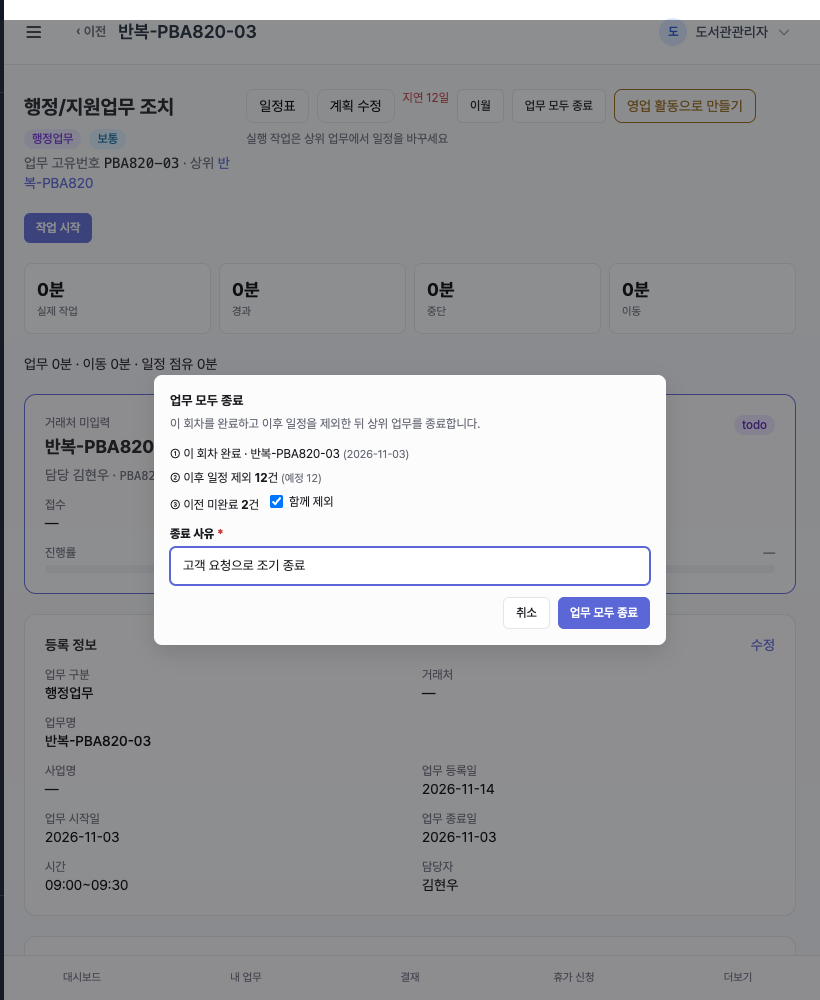 ‹ 이전 반복-PBA820-03
도 도서관관리자
행정/지원업무 조치
일정표 계획 수정 지연 12일 이월 업무 모두 종료 영업 활동으로 만들기
행정업무 보통
실행 작업은 상위 업무에서 일정을 바꾸세요
업무 고유번호 PBA820-03 · 상위 반
복-PBA820
작업 시작
0분 0분 0분 0분
실제 작업 경과 중단 이동
업무 0분 · 이동 0분 · 일정 점유 0분
거래처 미입력
todo
반복-PBA820
담당 김현우 · PBA82
접수
—
진행률 —
업무 모두 종료
이 회차를 완료하고 이후 일정을 제외한 뒤 상위 업무를 종료합니다.
① 이 회차 완료 · 반복-PBA820-03 (2026-11-03)
② 이후 일정 제외 12건 (예정 12)
③ 이전 미완료 2건 함께 제외
종료 사유 *
고객 요청으로 조기 종료
취소 업무 모두 종료
등록 정보 수정
업무 구분 거래처
행정업무 —
업무명
반복-PBA820-03
사업명 업무 등록일
— 2026-11-14
업무 시작일 업무 종료일
2026-11-03 2026-11-03
시간 담당자
09:00~09:30 김현우
대시보드 내 업무 결재 휴가 신청 더보기